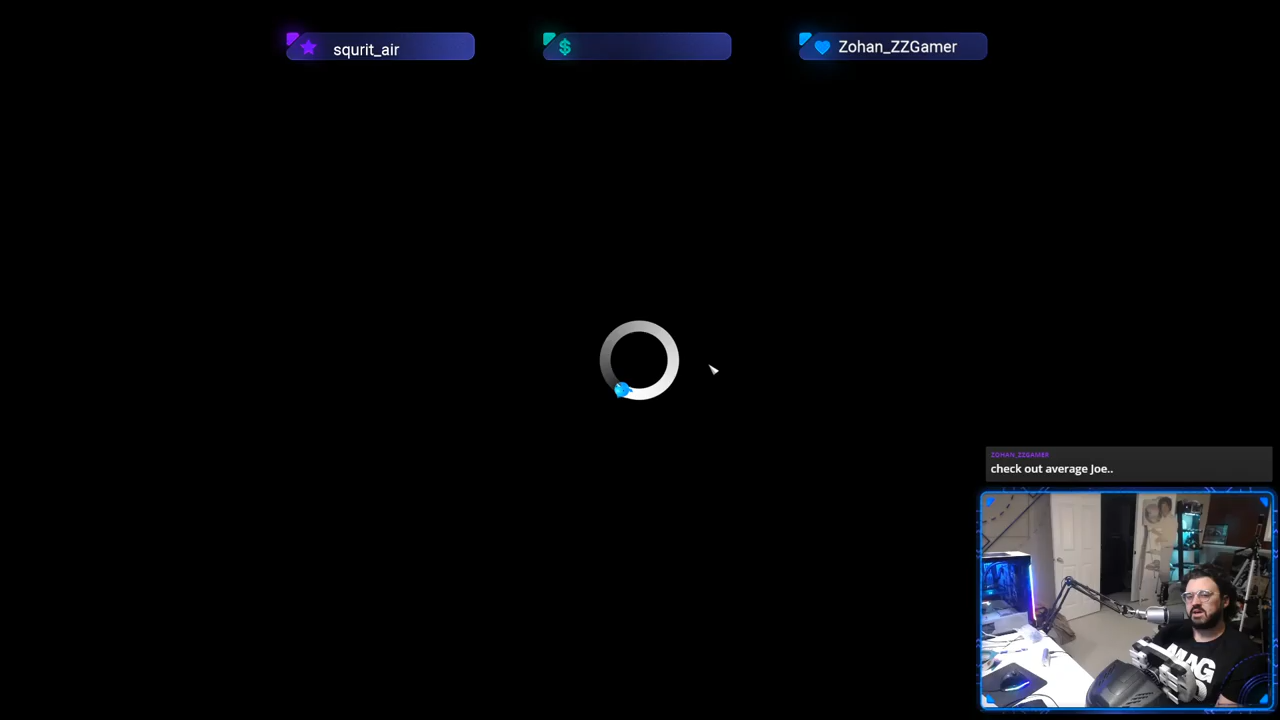 squrit_air
$
Zohan_ZZGamer
ZOHAN_ZZGAMER
check out average Joe..